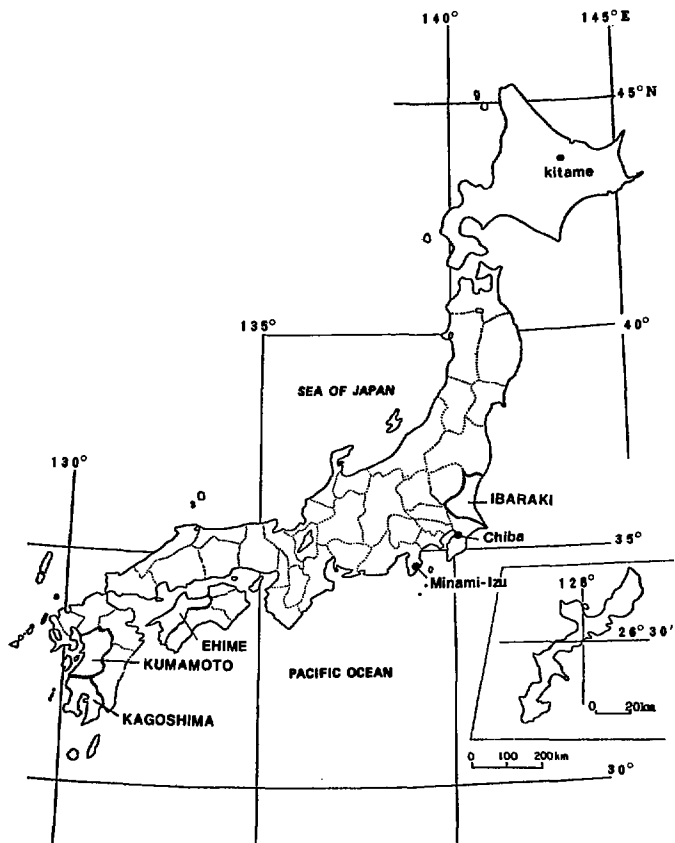 140°
145°E
45°N
kitame
135°
40°
SEA OF JAPAN
130°
IBARAKI
Chiba
35°
Minami-Izu
128°
26°30′
EHIME
KUMAMOTO
PACIFIC OCEAN
KAGOSHIMA
0 20km
0 100 200km
30°